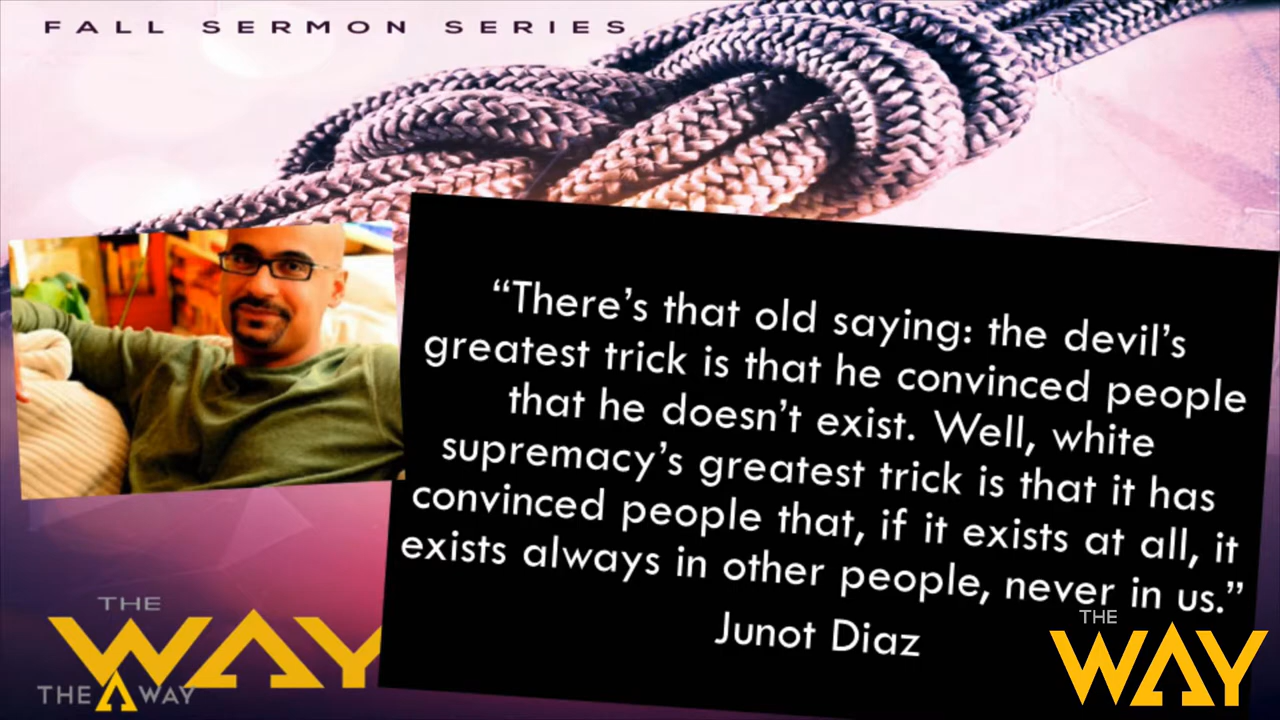 FALL SERMON SERIES
“There’s that old saying: the devil’s
greatest trick is that he convinced people
that he doesn’t exist. Well, white
supremacy’s greatest trick is that it has
convinced people that, if it exists at all, it
exists always in other people, never in us.”
Junot Diaz
THE
WAY
THE WAY
THE
WAY